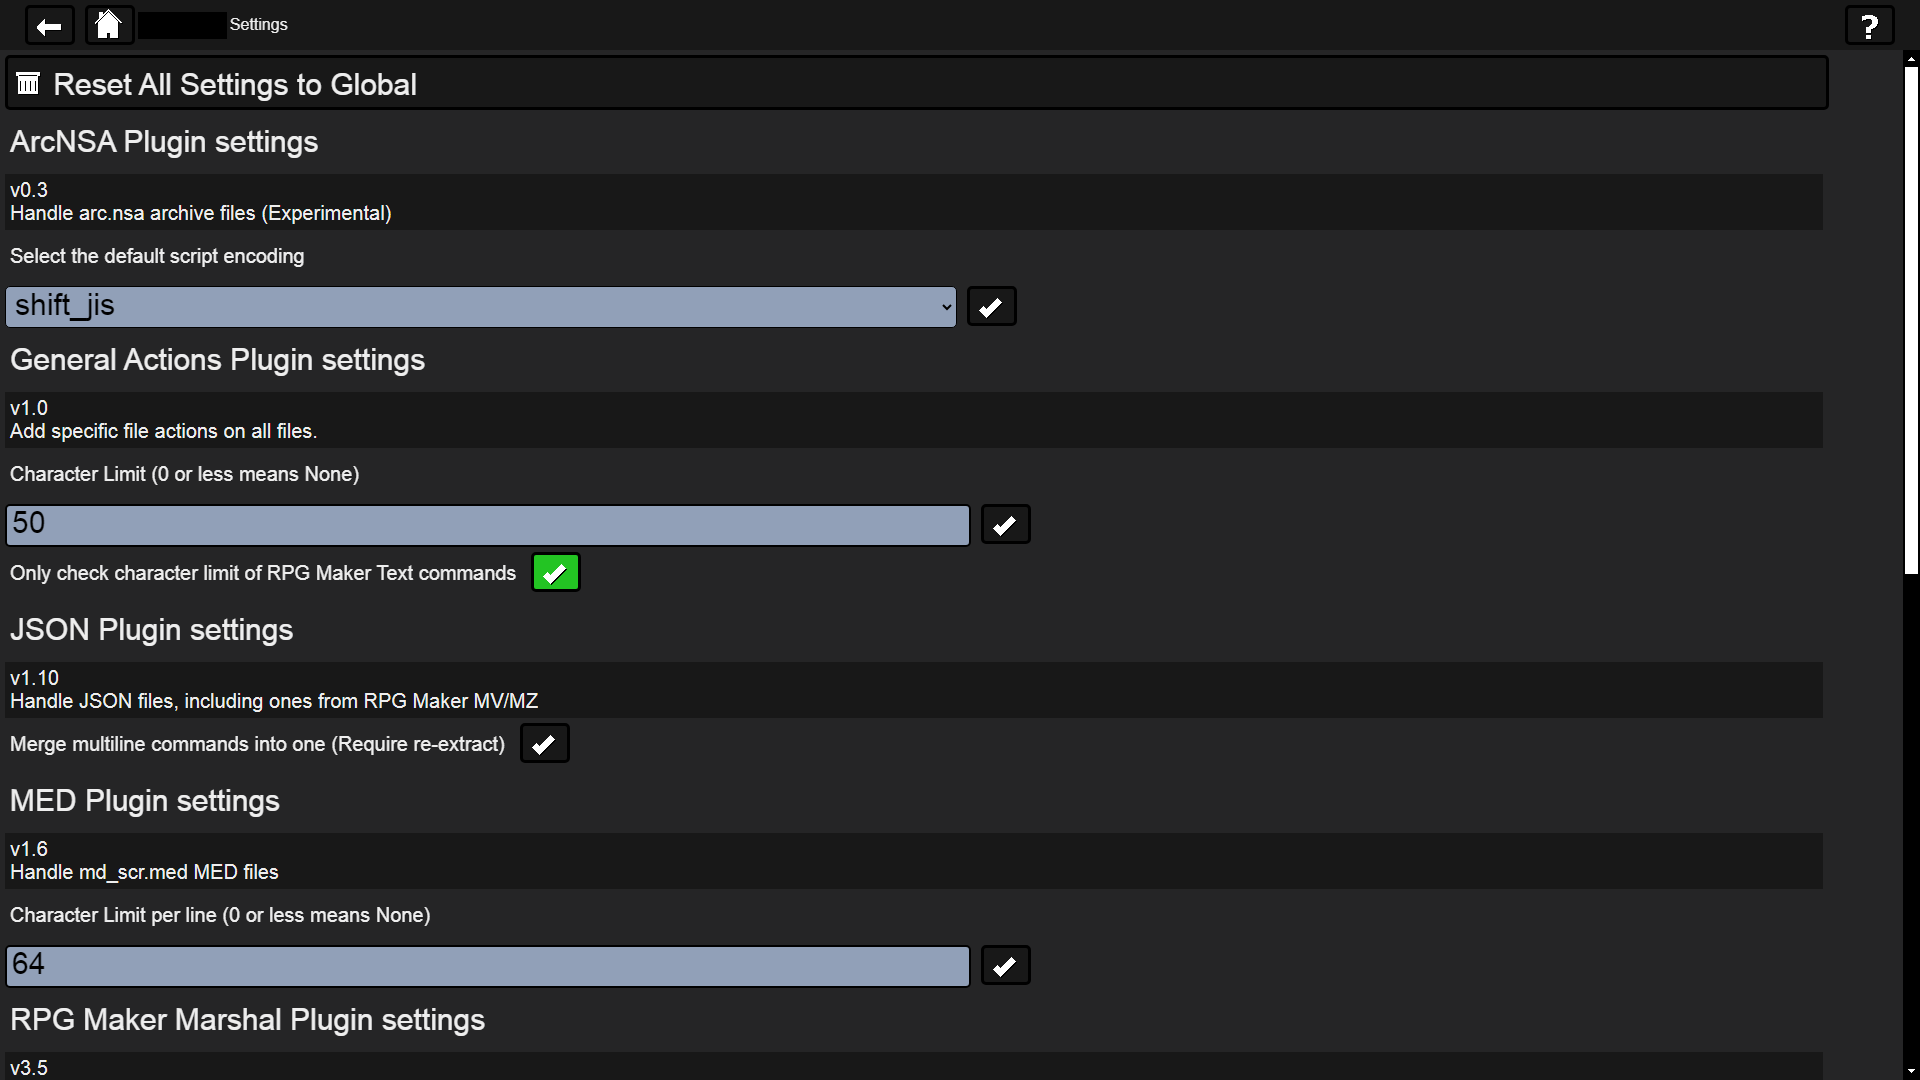 Settings
?
Reset All Settings to Global
ArcNSA Plugin settings
v0.3
Handle arc.nsa archive files (Experimental)
Select the default script encoding
shift_jis
General Actions Plugin settings
v1.0
Add specific file actions on all files.
Character Limit (0 or less means None)
50
Only check character limit of RPG Maker Text commands
JSON Plugin settings
v1.10
Handle JSON files, including ones from RPG Maker MV/MZ
Merge multiline commands into one (Require re-extract)
MED Plugin settings
v1.6
Handle md_scr.med MED files
Character Limit per line (0 or less means None)
64
RPG Maker Marshal Plugin settings
v3.5